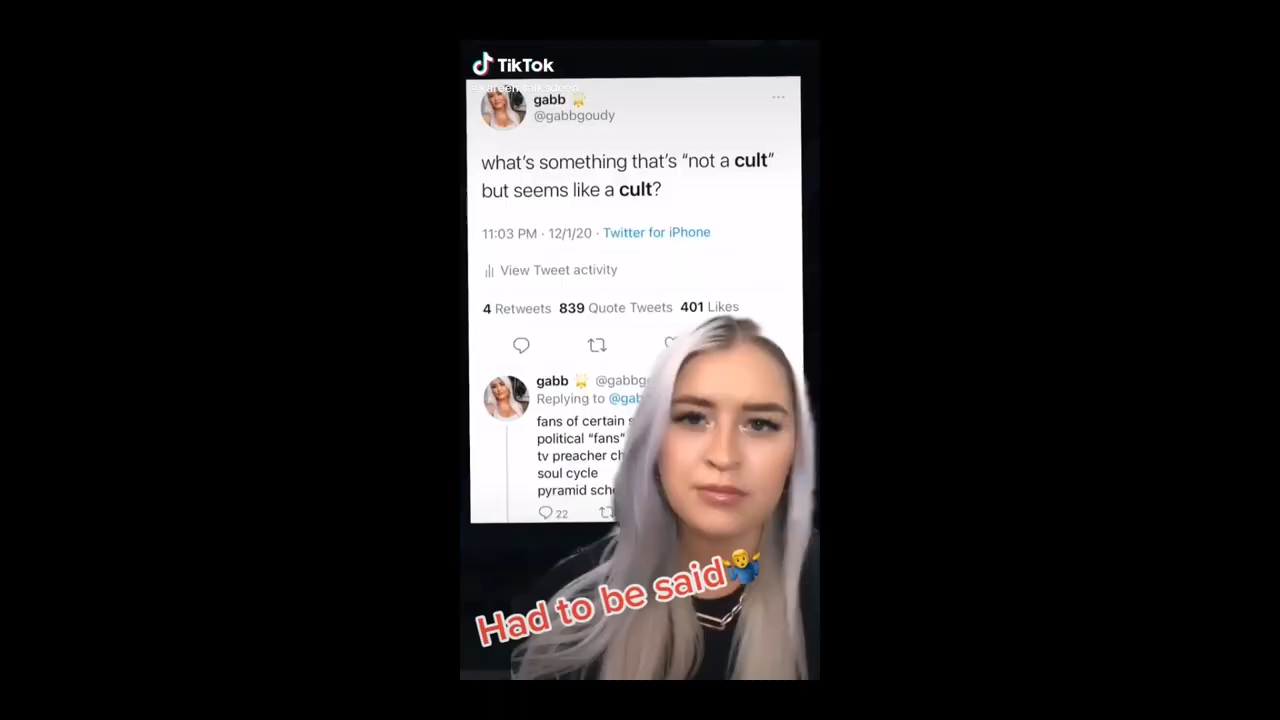 TikTok
gabb
@gabbgoudy
what's something that's "not a cult"
but seems like a cult?
11:03 PM · 12/1/20 · Twitter for iPhone
View Tweet activity
4 Retweets 839 Quote Tweets 401 Likes
gabb @gabbg
Replying to @gab
fans of certain
political "fans"
tv preacher
soul cycle
pyramid
22
Had to be said